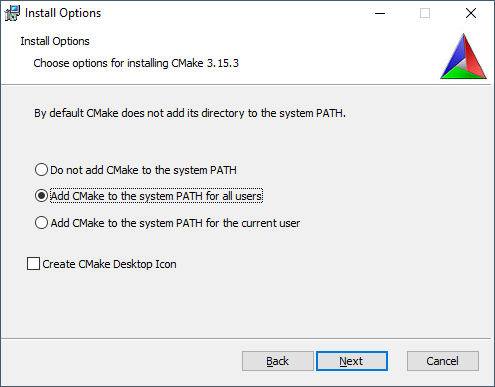 Install Options
Install Options
Choose options for installing CMake 3.15.3
By default CMake does not add its directory to the system PATH.
Do not add CMake to the system PATH
Add CMake to the system PATH for all users
Add CMake to the system PATH for the current user
Create CMake Desktop Icon
Back Next Cancel